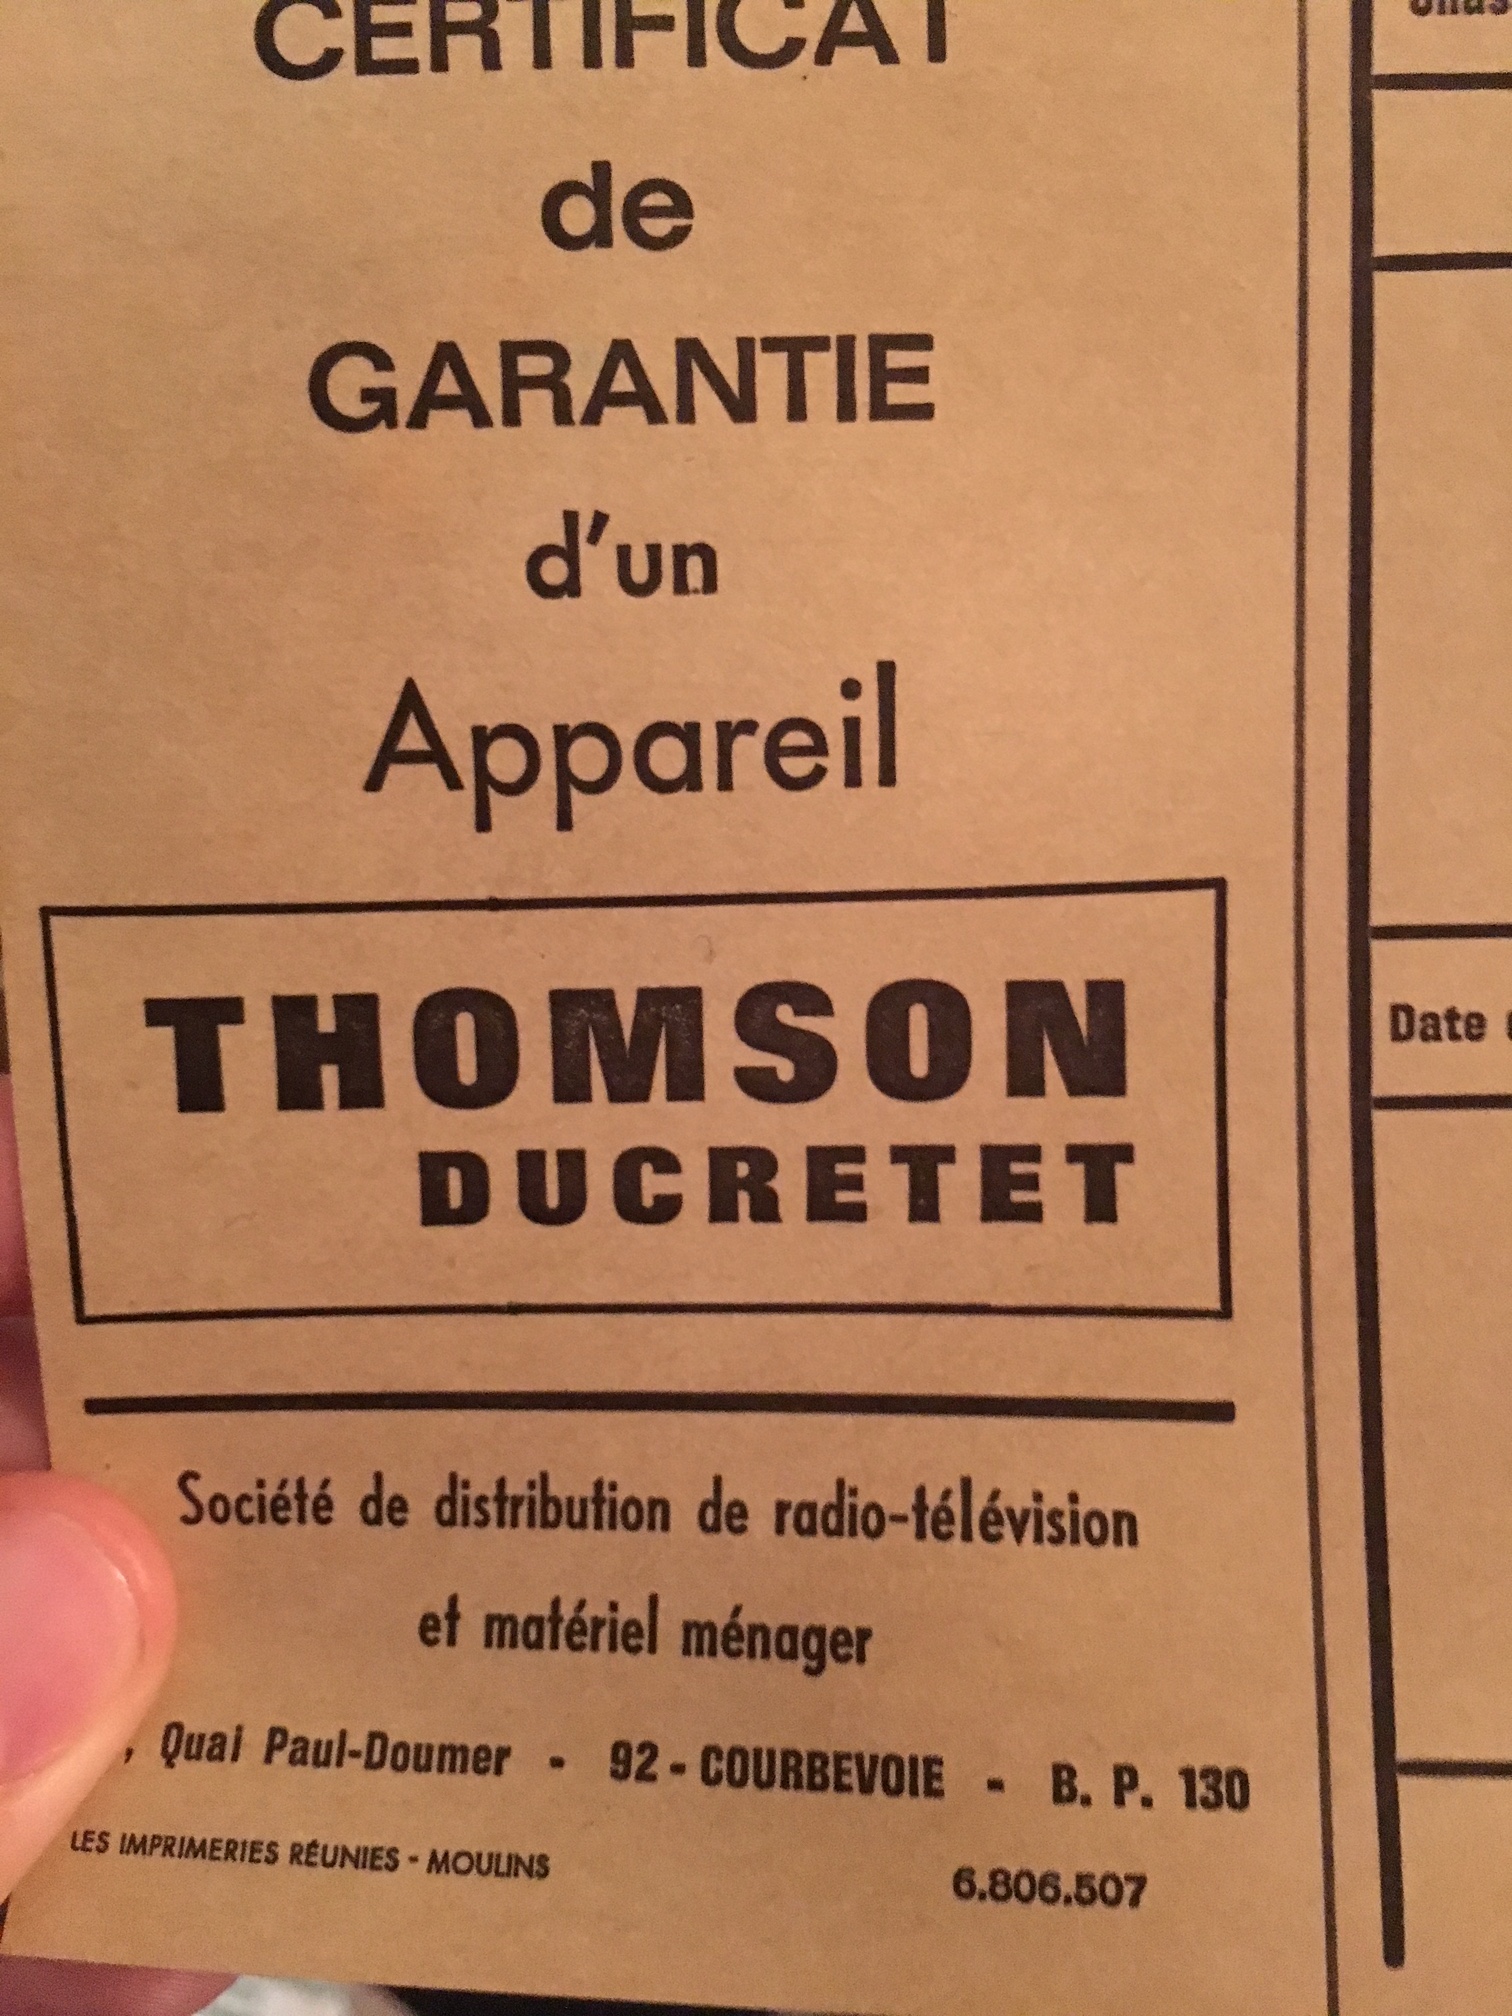 CERTIFICAT
de
GARANTIE
d'un
Appareil
THOMSON
DUCRETET
Société de distribution de radio-télévision
et matériel ménager
, Quai Paul-Doumer - 92 - COURBEVOIE - B. P. 130
LES IMPRIMERIES RÉUNIES - MOULINS
6.806.507
Date